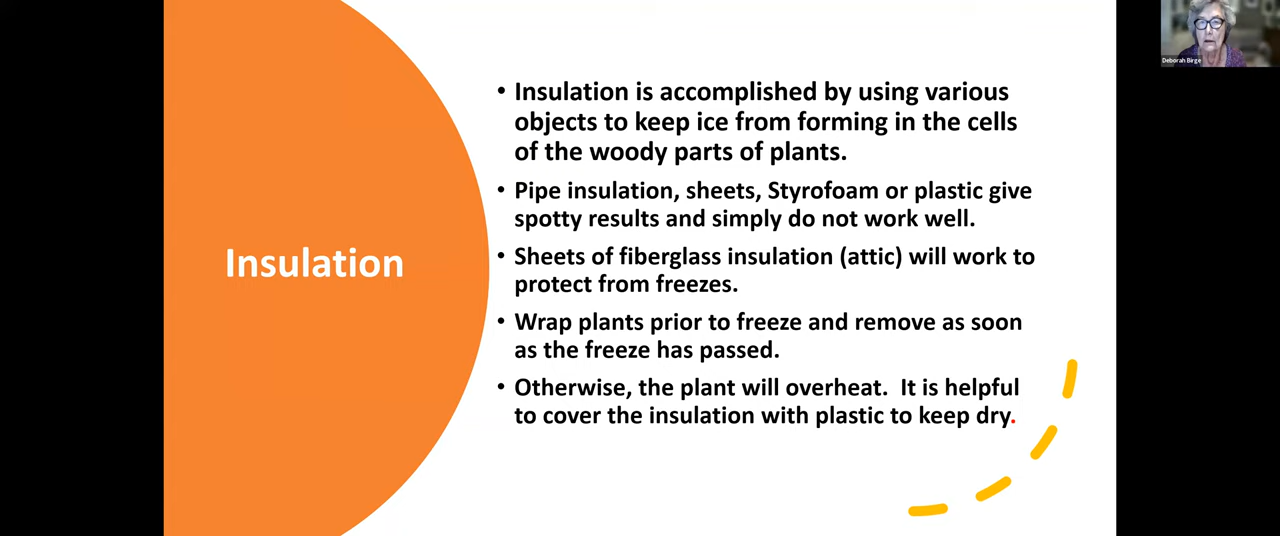 Deborah Birge
Insulation
• Insulation is accomplished by using various
objects to keep ice from forming in the cells
of the woody parts of plants.
• Pipe insulation, sheets, Styrofoam or plastic give
spotty results and simply do not work well.
• Sheets of fiberglass insulation (attic) will work to
protect from freezes.
• Wrap plants prior to freeze and remove as soon
as the freeze has passed.
• Otherwise, the plant will overheat.  It is helpful
to cover the insulation with plastic to keep dry.